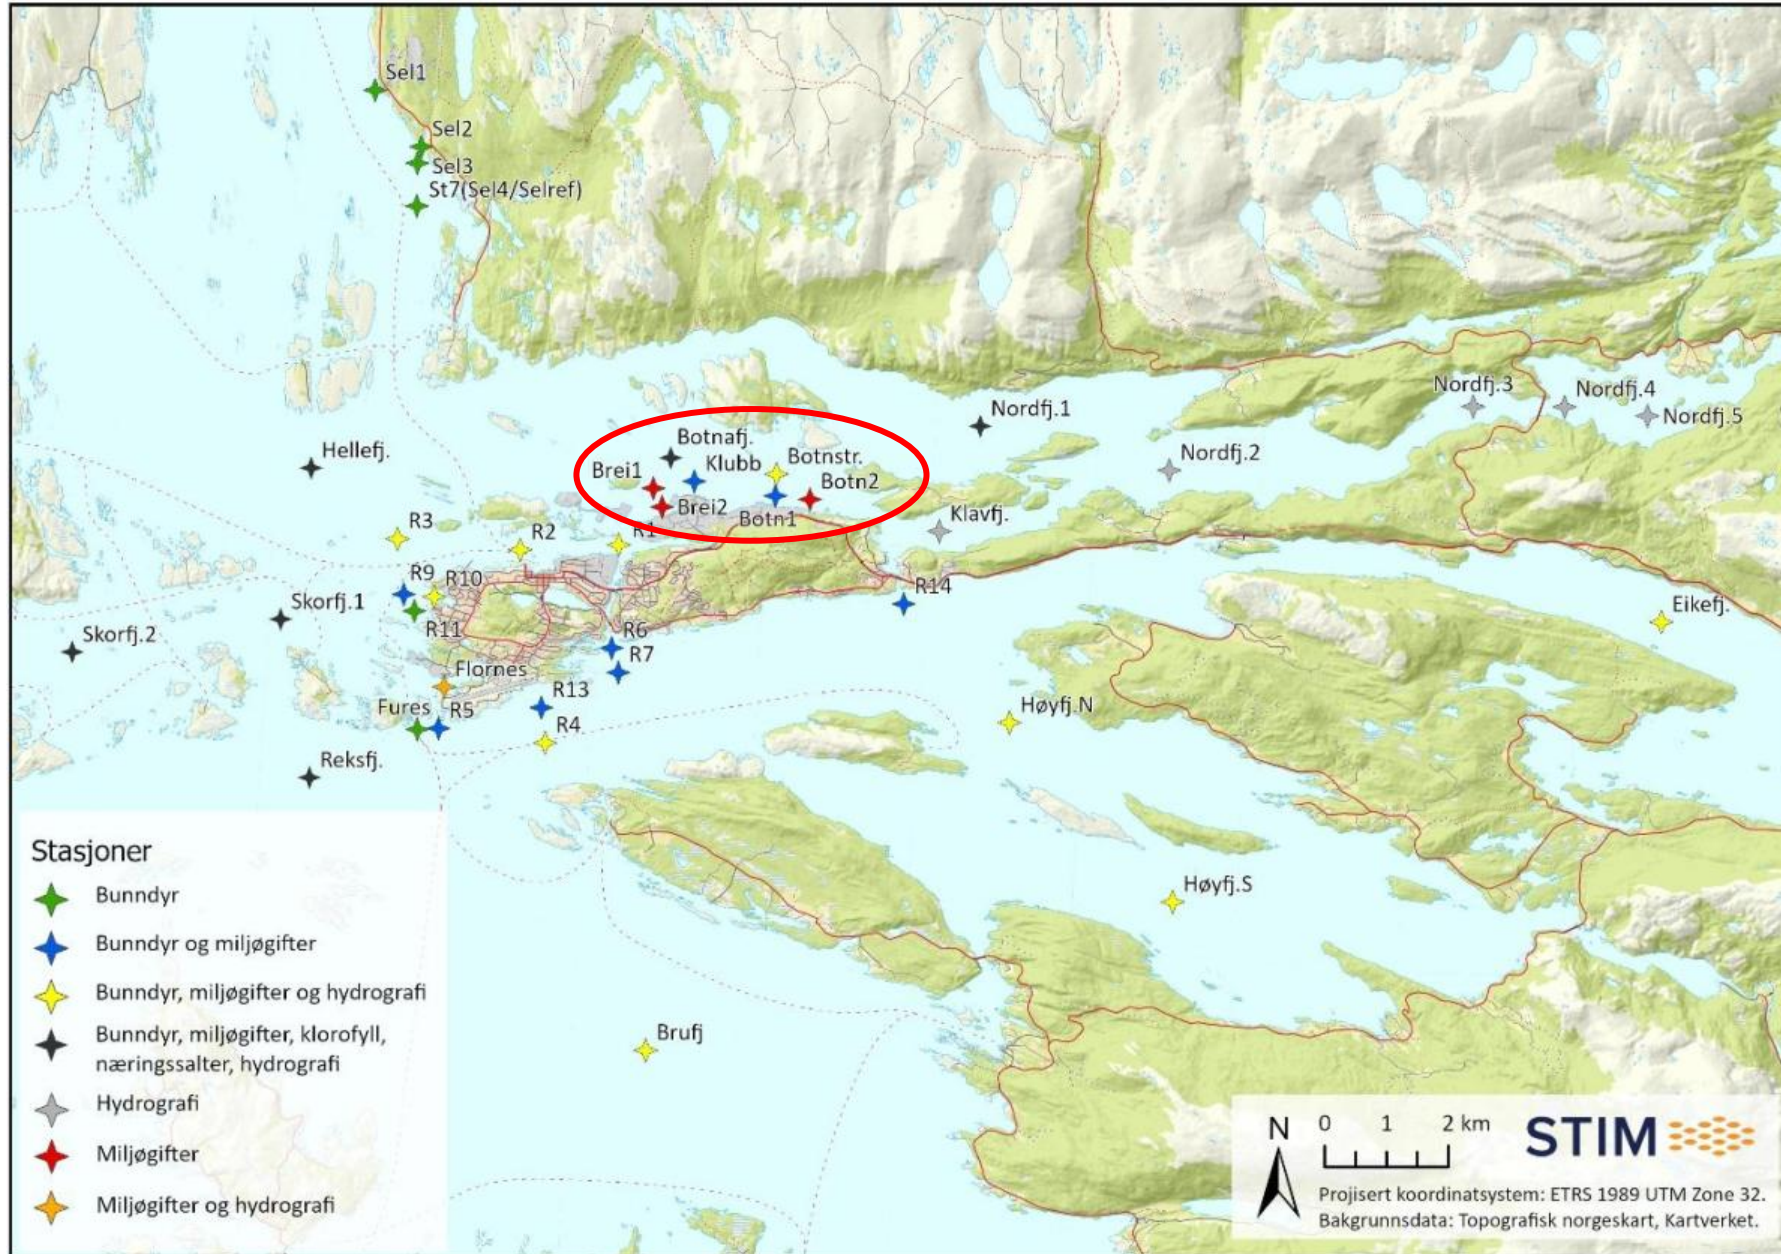 Sel1
Sel2
Sel3
St7(Sel4/Selref)
Nordfj.3
Nordfj.4
Nordfj.5
Nordfj.1
Nordfj.2
Hellefj.
Botnafj.
Klubb
Botnstr.
Brei1
Botn2
Brei2
Botn1
Klavfj.
R3
R2
R1
R9
R10
R14
Skorfj.1
Eikefj.
R11
R6
Skorfj.2
R7
Flornes
R13
Fures
R5
R4
Høyfj.N
Reksfj.
Høyfj.S
Brufj
Stasjoner
Bunndyr
Bunndyr og miljøgifter
Bunndyr, miljøgifter og hydrografi
Bunndyr, miljøgifter, klorofyll,
næringssalter, hydrografi
Hydrografi
Miljøgifter
Miljøgifter og hydrografi
N
0 1 2 km
STIM
Projisert koordinatsystem: ETRS 1989 UTM Zone 32.
Bakgrunnsdata: Topografisk norgeskart, Kartverket.